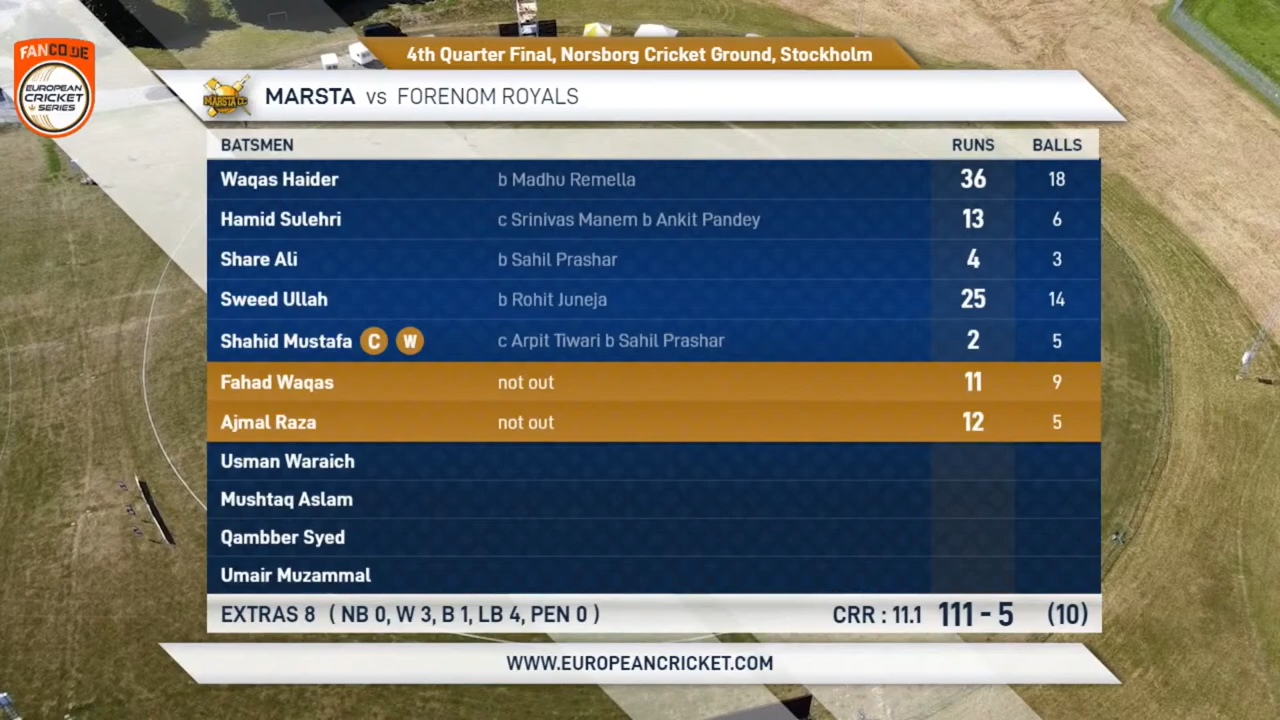 FANCODE
EUROPEAN
CRICKET
SERIES
4th Quarter Final, Norsborg Cricket Ground, Stockholm
MARSTA CC
MARSTA vs FORENOM ROYALS
BATSMEN RUNS BALLS
Waqas Haider b Madhu Remella 36 18
Hamid Sulehri c Srinivas Manem b Ankit Pandey 13 6
Share Ali b Sahil Prashar 4 3
Sweed Ullah b Rohit Juneja 25 14
Shahid Mustafa C W c Arpit Tiwari b Sahil Prashar 2 5
Fahad Waqas not out 11 9
Ajmal Raza not out 12 5
Usman Waraich
Mushtaq Aslam
Qambber Syed
Umair Muzammal
EXTRAS 8 ( NB 0, W 3, B 1, LB 4, PEN 0 ) CRR : 11.1 111 - 5 (10)
WWW.EUROPEANCRICKET.COM